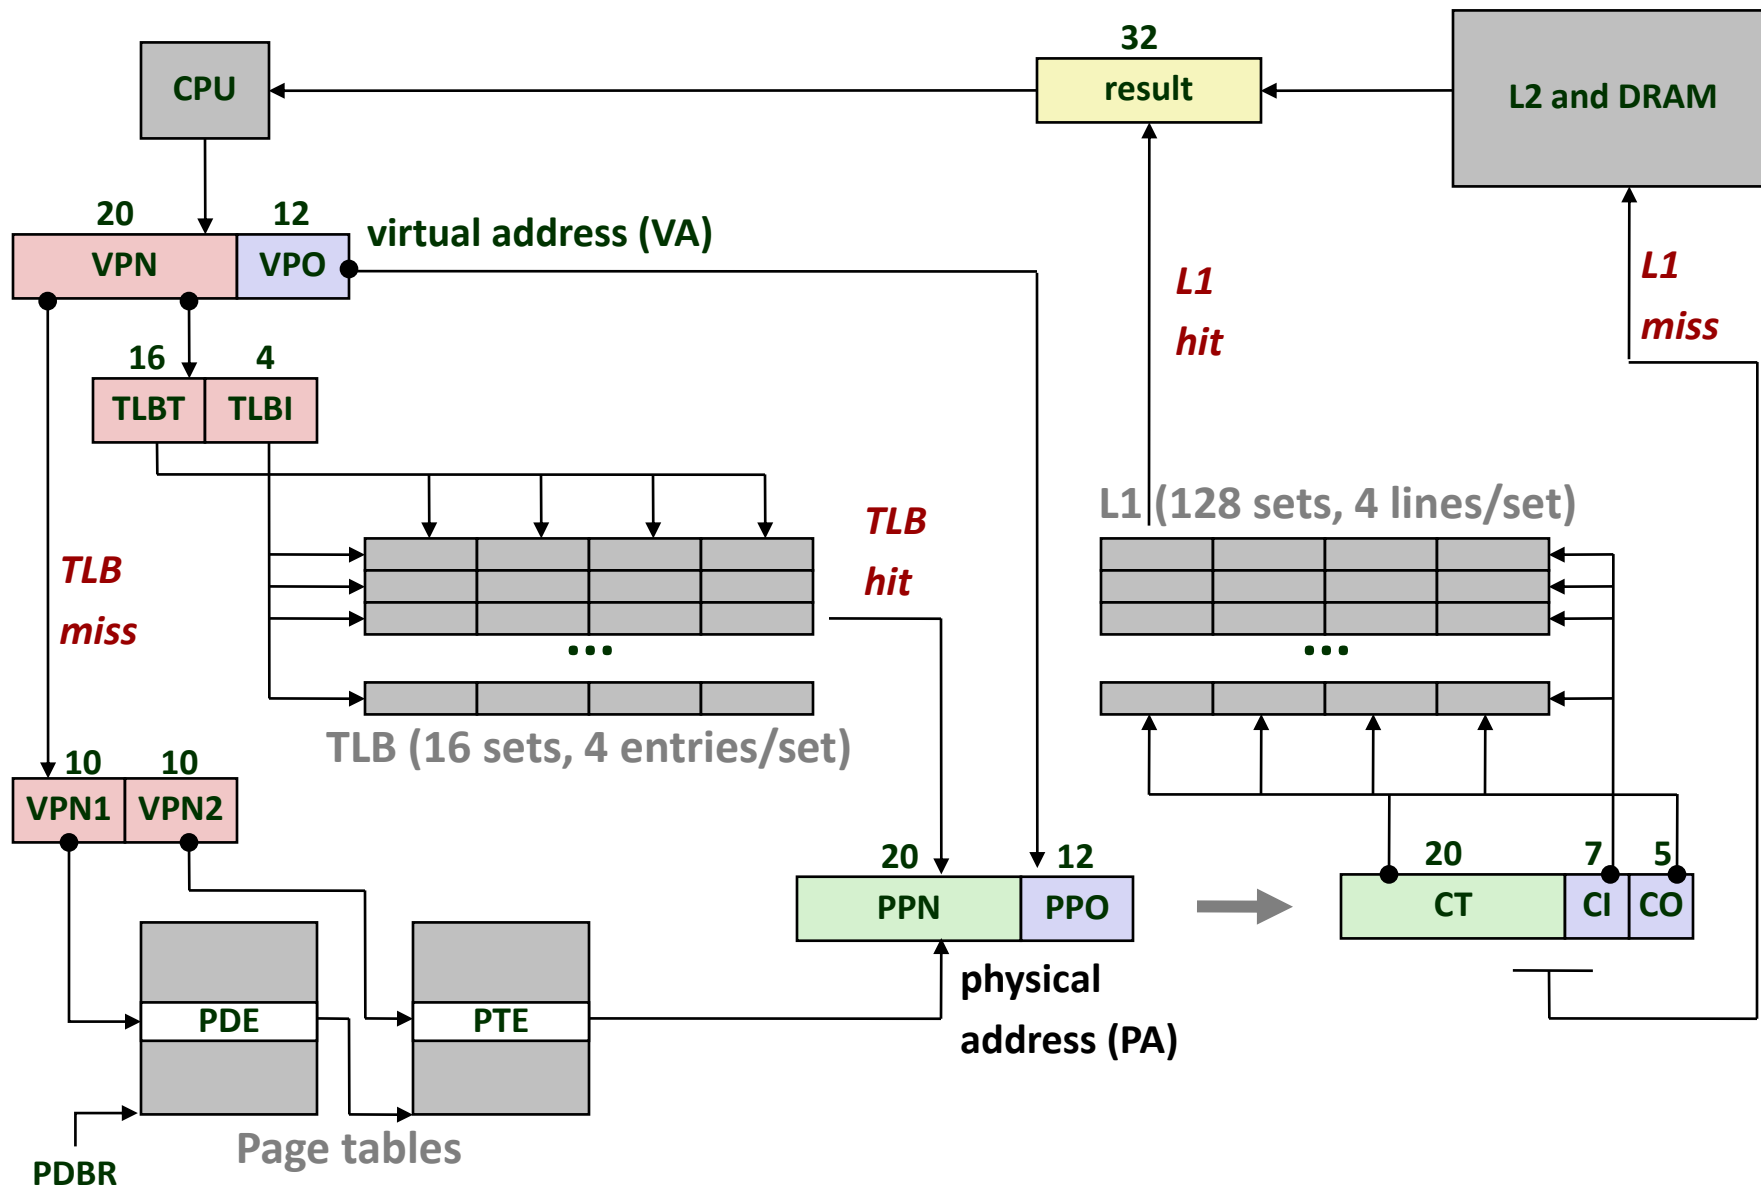 32
CPU
result
L2 and DRAM
20
12
virtual address (VA)
VPN
VPO
L1
hit
L1
miss
16
4
TLBT
TLBI
L1 (128 sets, 4 lines/set)
TLB
hit
TLB
miss
...
...
TLB (16 sets, 4 entries/set)
10
10
VPN1
VPN2
20
12
20
7
5
PPN
PPO
CT
CI
CO
physical
address (PA)
PDE
PTE
Page tables
PDBR